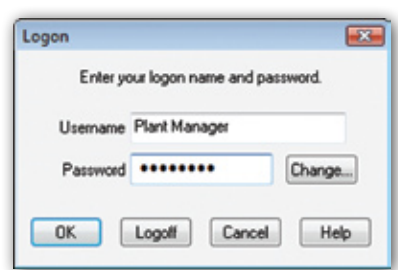 Logon
Enter your logon name and password.
Username Plant Manager
Password ●●●●●●●●
Change...
OK Logoff Cancel Help